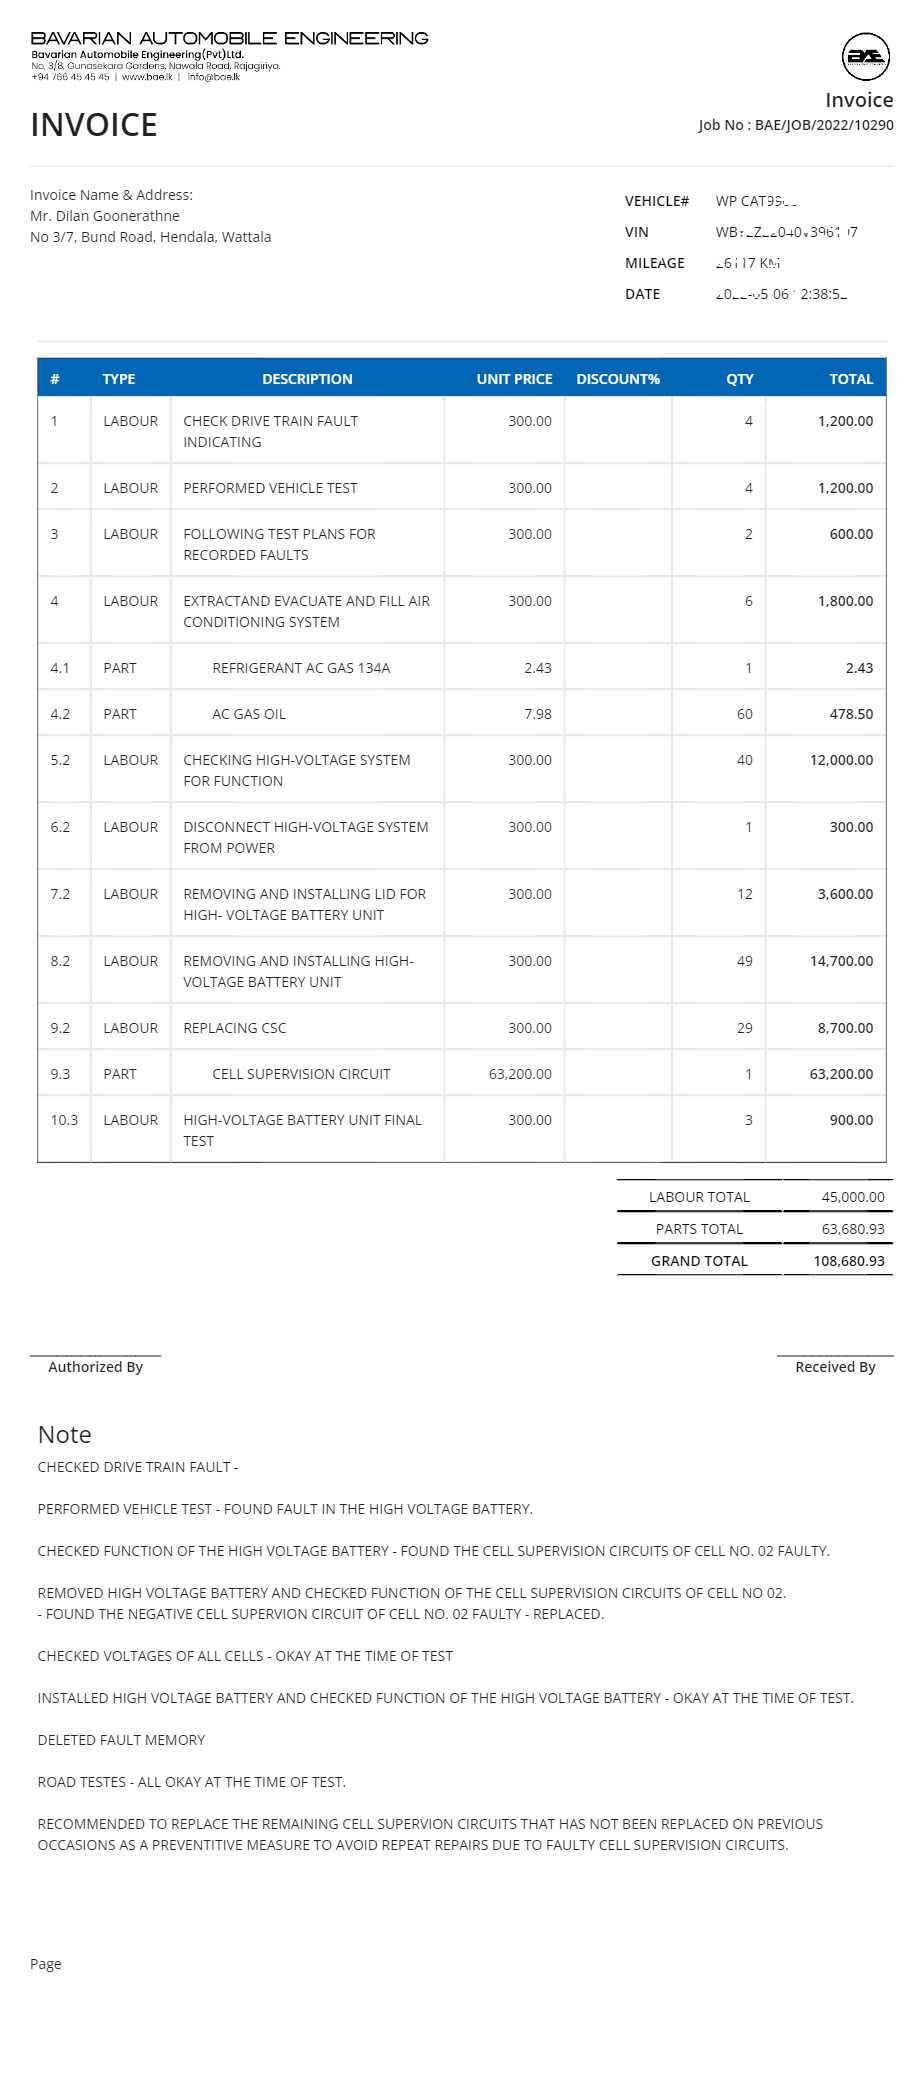 BAVARIAN AUTOMOBILE ENGINEERING
Bavarian Automobile Engineering(Pvt)Ltd.
No. 3/8, Gunasekara Gardens, Nawala Road, Rajagiriya.
+94 766 45 45 45 | www.bae.lk | info@bae.lk
BAE
Invoice
INVOICE
Job No : BAE/JOB/2022/10290
Invoice Name & Address:
Mr. Dilan Goonerathne
No 3/7, Bund Road, Hendala, Wattala
VEHICLE# WP
VIN
MILEAGE
DATE
# TYPE DESCRIPTION UNIT PRICE DISCOUNT% QTY TOTAL
1 LABOUR CHECK DRIVE TRAIN FAULT 300.00 4 1,200.00
INDICATING
2 LABOUR PERFORMED VEHICLE TEST 300.00 4 1,200.00
3 LABOUR FOLLOWING TEST PLANS FOR 300.00 2 600.00
RECORDED FAULTS
4 LABOUR EXTRACTAND EVACUATE AND FILL AIR 300.00 6 1,800.00
CONDITIONING SYSTEM
4.1 PART REFRIGERANT AC GAS 134A 2.43 1 2.43
4.2 PART AC GAS OIL 7.98 60 478.50
5.2 LABOUR CHECKING HIGH-VOLTAGE SYSTEM 300.00 40 12,000.00
FOR FUNCTION
6.2 LABOUR DISCONNECT HIGH-VOLTAGE SYSTEM 300.00 1 300.00
FROM POWER
7.2 LABOUR REMOVING AND INSTALLING LID FOR 300.00 12 3,600.00
HIGH- VOLTAGE BATTERY UNIT
8.2 LABOUR REMOVING AND INSTALLING HIGH- 300.00 49 14,700.00
VOLTAGE BATTERY UNIT
9.2 LABOUR REPLACING CSC 300.00 29 8,700.00
9.3 PART CELL SUPERVISION CIRCUIT 63,200.00 1 63,200.00
10.3 LABOUR HIGH-VOLTAGE BATTERY UNIT FINAL 300.00 3 900.00
TEST
LABOUR TOTAL 45,000.00
PARTS TOTAL 63,680.93
GRAND TOTAL 108,680.93
Authorized By Received By
Note
CHECKED DRIVE TRAIN FAULT -
PERFORMED VEHICLE TEST - FOUND FAULT IN THE HIGH VOLTAGE BATTERY.
CHECKED FUNCTION OF THE HIGH VOLTAGE BATTERY - FOUND THE CELL SUPERVISION CIRCUITS OF CELL NO. 02 FAULTY.
REMOVED HIGH VOLTAGE BATTERY AND CHECKED FUNCTION OF THE CELL SUPERVISION CIRCUITS OF CELL NO 02.
- FOUND THE NEGATIVE CELL SUPERVION CIRCUIT OF CELL NO. 02 FAULTY - REPLACED.
CHECKED VOLTAGES OF ALL CELLS - OKAY AT THE TIME OF TEST
INSTALLED HIGH VOLTAGE BATTERY AND CHECKED FUNCTION OF THE HIGH VOLTAGE BATTERY - OKAY AT THE TIME OF TEST.
DELETED FAULT MEMORY
ROAD TESTES - ALL OKAY AT THE TIME OF TEST.
RECOMMENDED TO REPLACE THE REMAINING CELL SUPERVION CIRCUITS THAT HAS NOT BEEN REPLACED ON PREVIOUS
OCCASIONS AS A PREVENTITIVE MEASURE TO AVOID REPEAT REPAIRS DUE TO FAULTY CELL SUPERVISION CIRCUITS.
Page